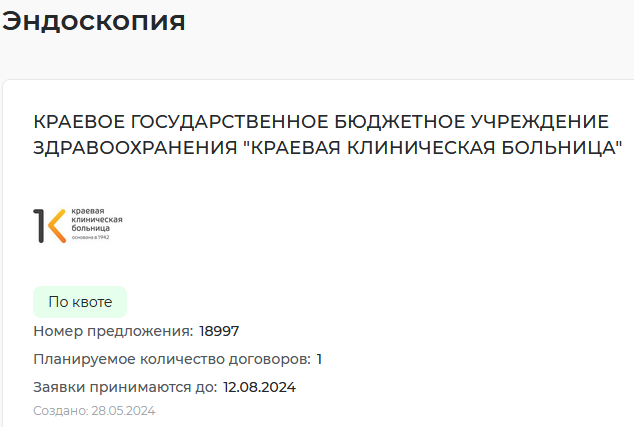 Эндоскопия
КРАЕВОЕ ГОСУДАРСТВЕННОЕ БЮДЖЕТНОЕ УЧРЕЖДЕНИЕ
ЗДРАВООХРАНЕНИЯ "КРАЕВАЯ КЛИНИЧЕСКАЯ БОЛЬНИЦА"
1К
краевая
клиническая
больница
основана в 1942
По квоте
Номер предложения: 18997
Планируемое количество договоров: 1
Заявки принимаются до: 12.08.2024
Создано: 28.05.2024